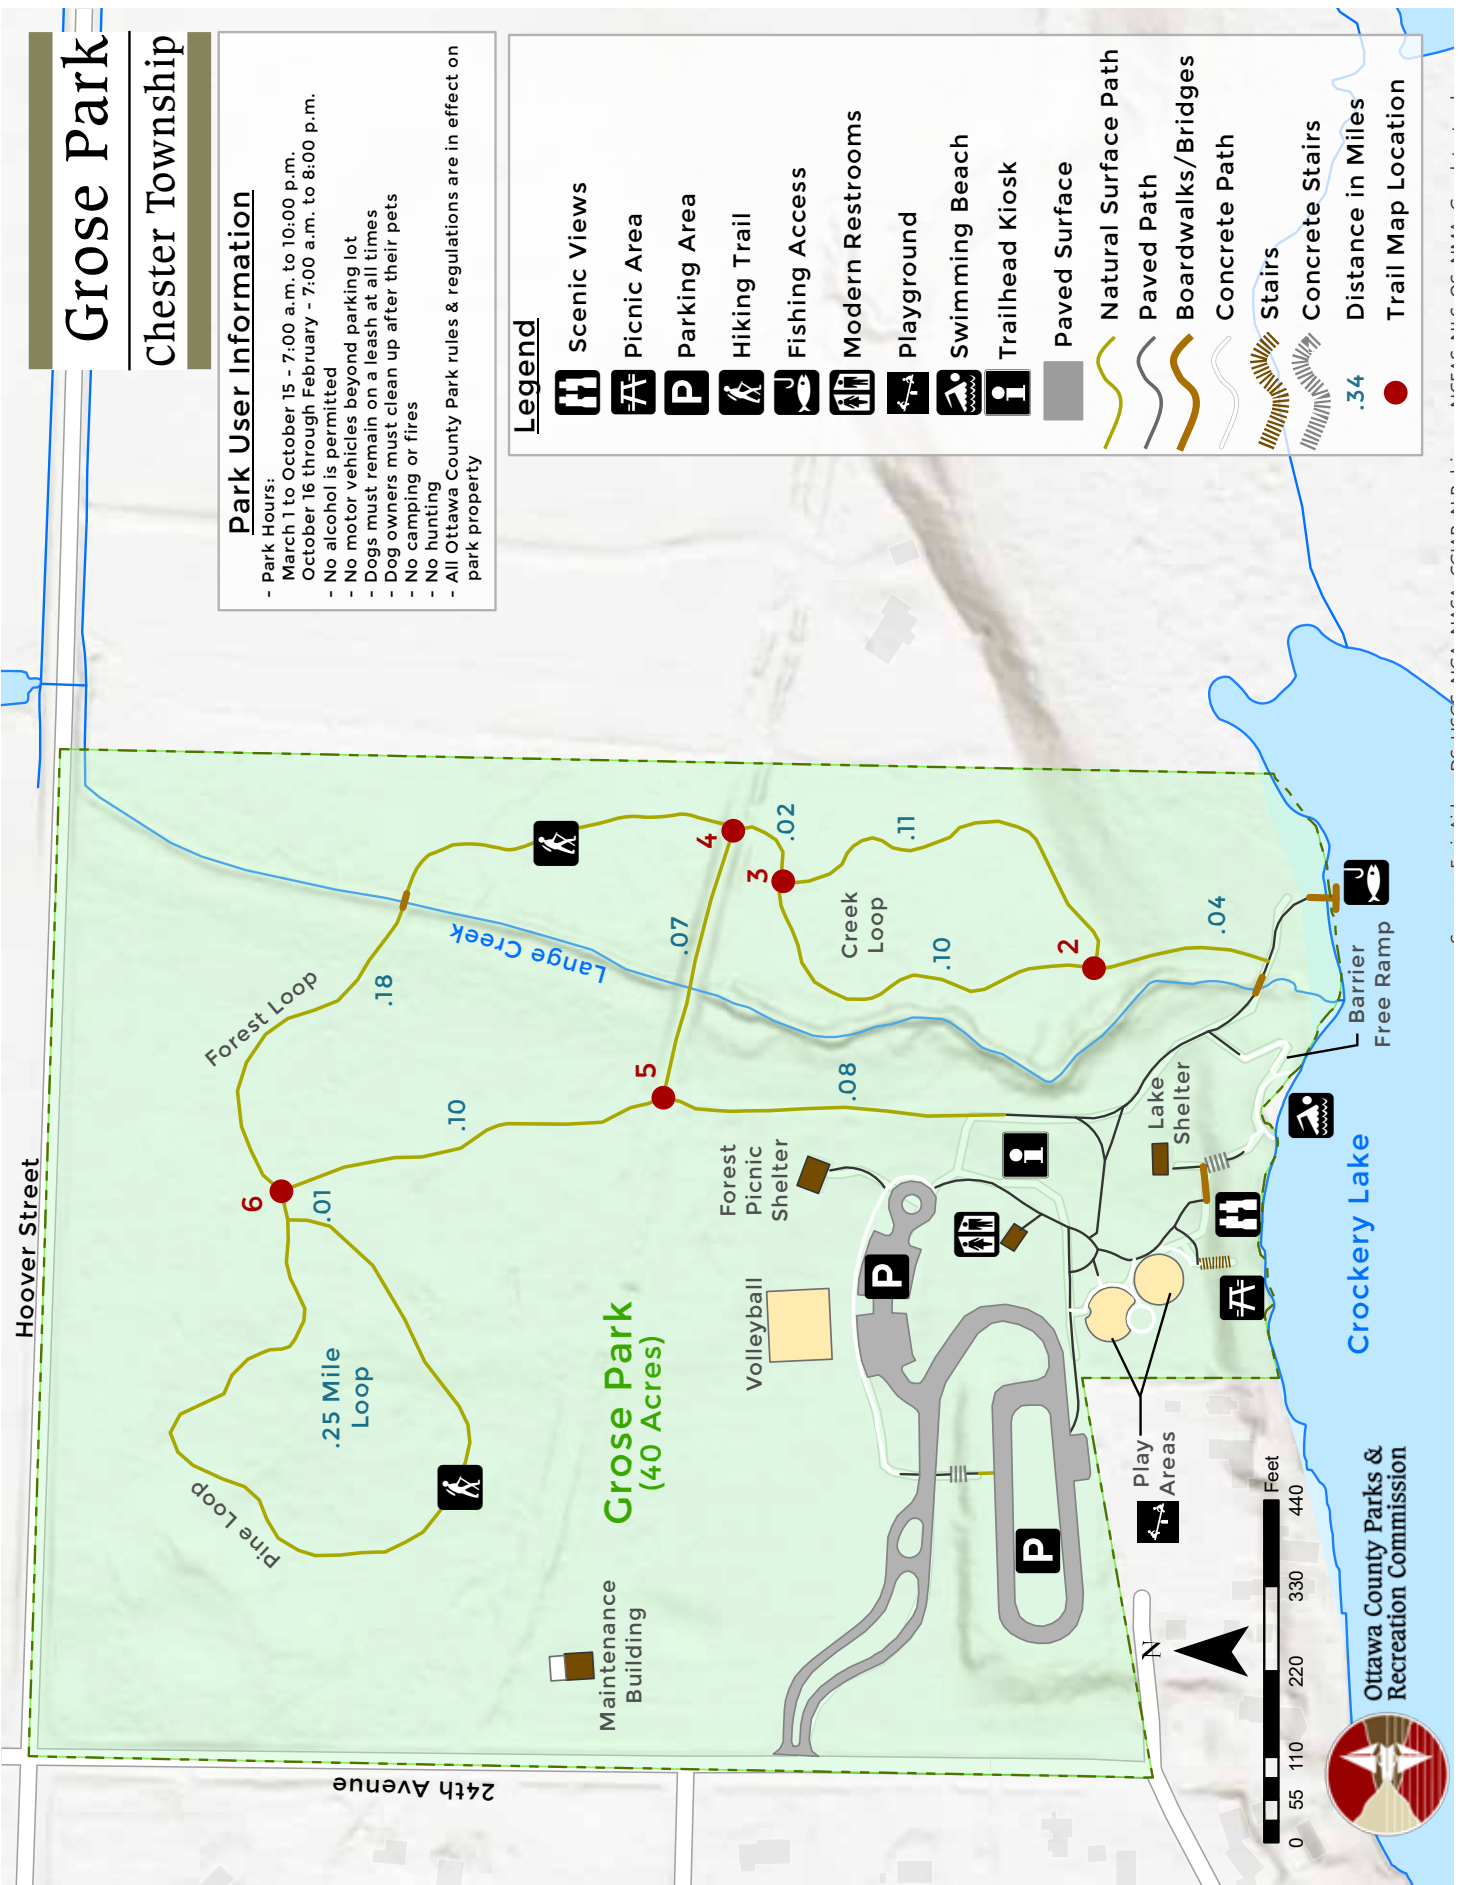 Grose Park
Chester Township
Park User Information
- Park Hours:
March 1 to October 15 - 7:00 a.m. to 10:00 p.m.
October 16 through February - 7:00 a.m. to 8:00 p.m.
- No alcohol is permitted
- No motor vehicles beyond parking lot
- Dogs must remain on a leash at all times
- Dog owners must clean up after their pets
- No camping or fires
- No hunting
- All Ottawa County Park rules & regulations are in effect on
park property
Legend
Scenic Views
Picnic Area
P
Parking Area
Hiking Trail
Fishing Access
Modern Restrooms
Playground
Swimming Beach
i
Trailhead Kiosk
Paved Surface
Natural Surface Path
Paved Path
Boardwalks/Bridges
Concrete Path
Stairs
Concrete Stairs
.34
Distance in Miles
Trail Map Location
Hoover Street
24th Avenue
Forest Loop
.18
Lange Creek
4
.02
3
.11
Creek
Loop
.07
.10
2
.04
5
.08
.10
6
.01
.25 Mile
Loop
Pine Loop
Grose Park
(40 Acres)
Maintenance
Building
Volleyball
Forest
Picnic
Shelter
P
P
i
Lake
Shelter
Barrier
Free Ramp
Play
Areas
Crockery Lake
N
0 55 110 220 330 440
Feet
Ottawa County Parks &
Recreation Commission